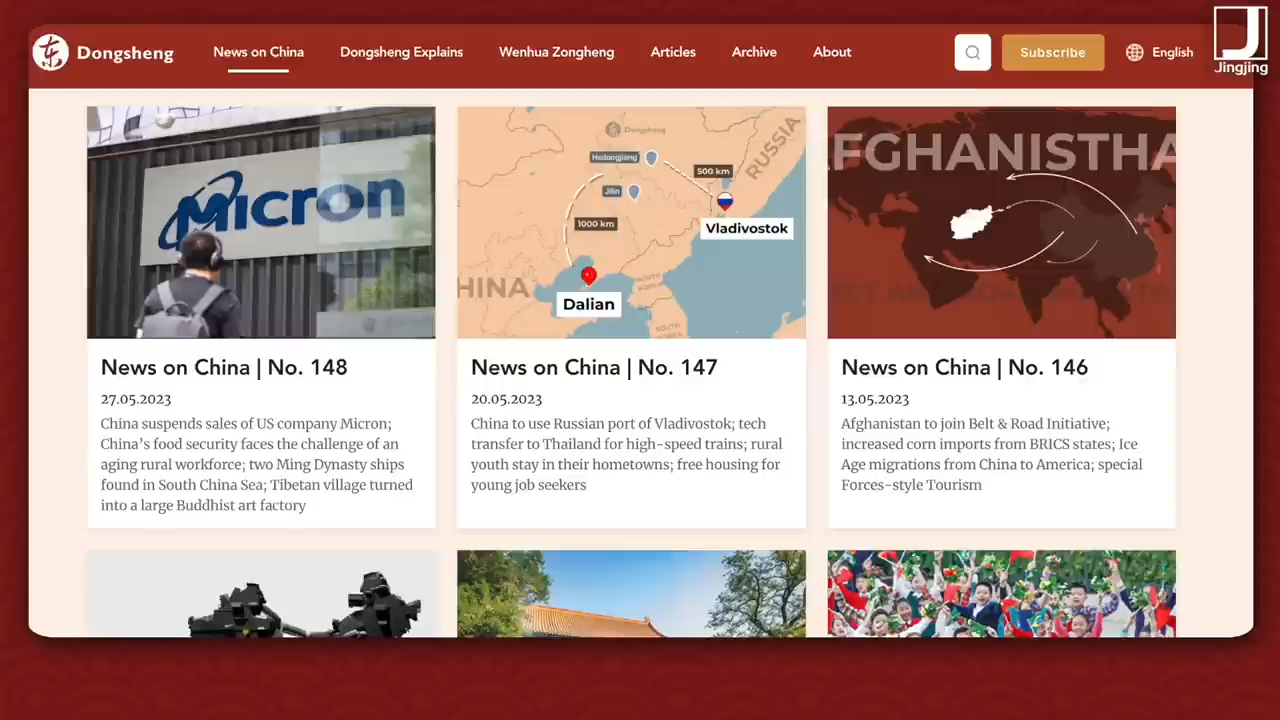 东 Dongsheng
News on China
Dongsheng Explains
Wenhua Zongheng
Articles
Archive
About
Subscribe
English
J
Jingjing
Micron
Dongsheng
RUSSIA
Heilongjiang
500 km
Jilin
Vladivostok
1000 km
HINA
NORTH KOREA
Dalian
SOUTH KOREA
FGHANISTHA
News on China | No. 148
27.05.2023
China suspends sales of US company Micron;
China's food security faces the challenge of an
aging rural workforce; two Ming Dynasty ships
found in South China Sea; Tibetan village turned
into a large Buddhist art factory
News on China | No. 147
20.05.2023
China to use Russian port of Vladivostok; tech
transfer to Thailand for high-speed trains; rural
youth stay in their hometowns; free housing for
young job seekers
News on China | No. 146
13.05.2023
Afghanistan to join Belt & Road Initiative;
increased corn imports from BRICS states; Ice
Age migrations from China to America; special
Forces-style Tourism